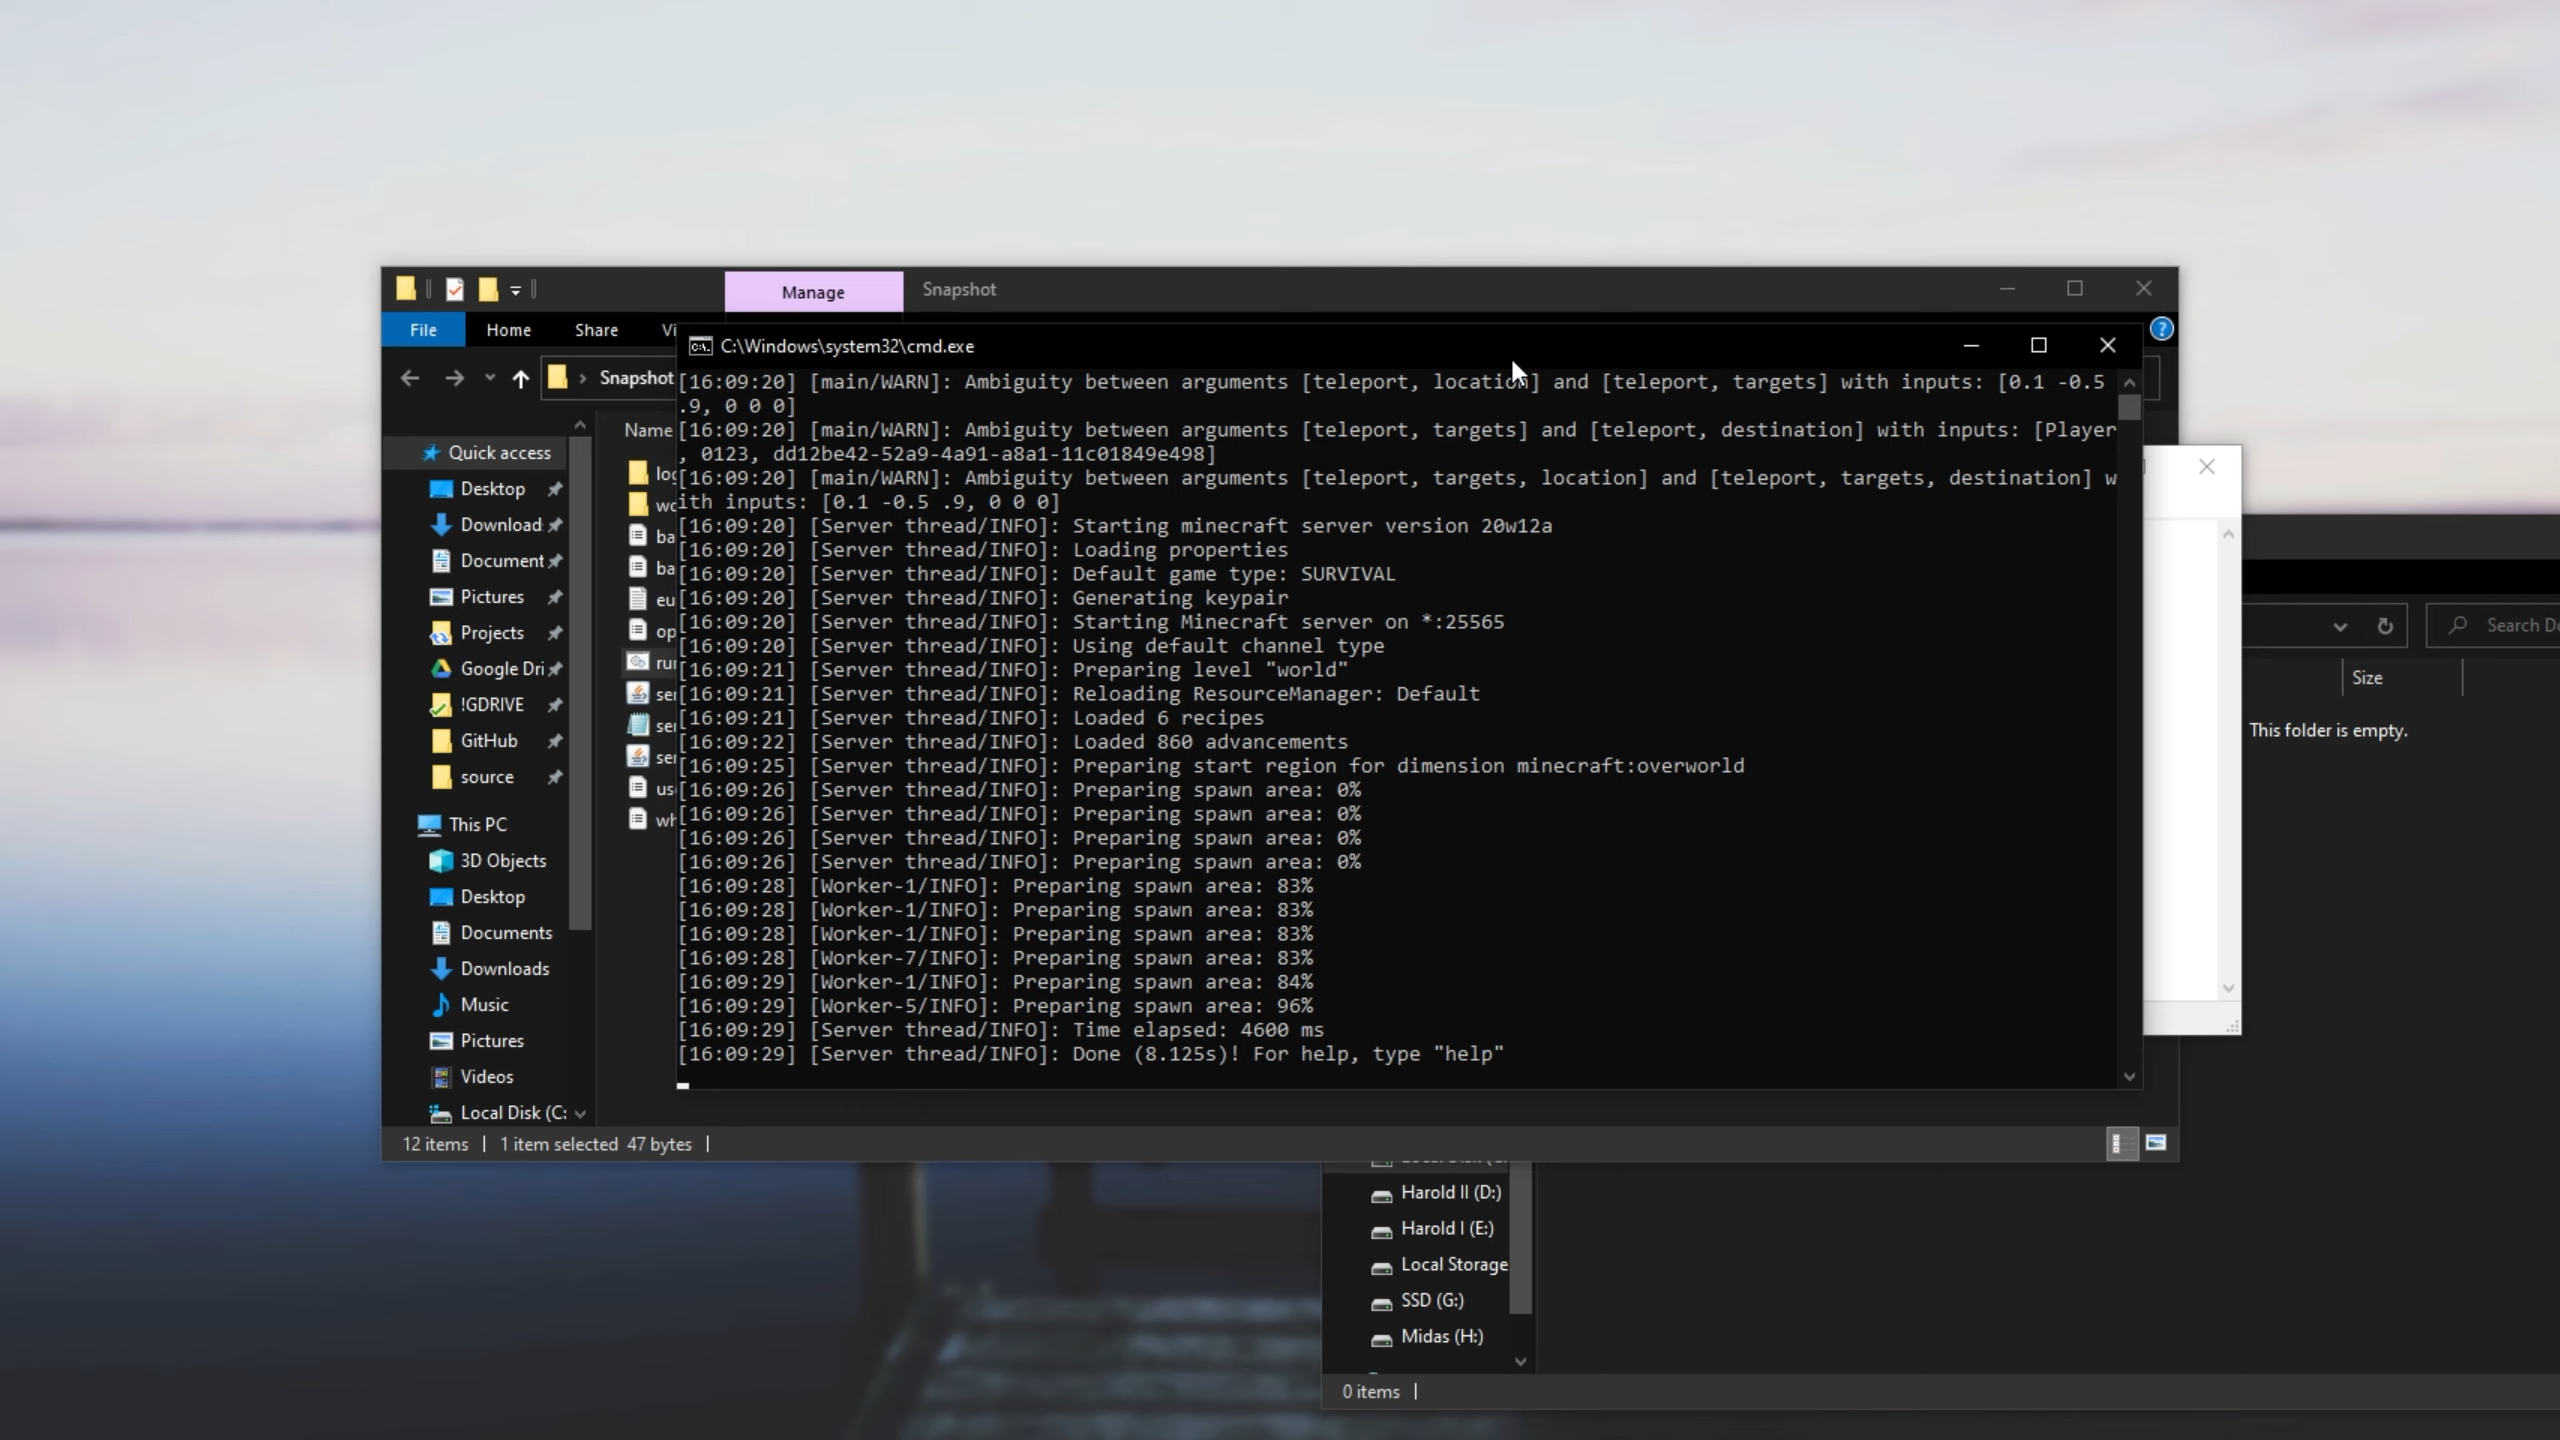 Manage
Snapshot
File
Home
Share
Vi
C:\Windows\system32\cmd.exe
Snapshot
Name
Quick access
Desktop
Download
Document
Pictures
Projects
Google Dri
!GDRIVE
GitHub
source
This PC
3D Objects
Desktop
Documents
Downloads
Music
Pictures
Videos
Local Disk (C:
log
wo
ba
ba
eu
op
run
ser
ser
ser
us
wh
[16:09:20] [main/WARN]: Ambiguity between arguments [teleport, location] and [teleport, targets] with inputs: [0.1 -0.5
.9, 0 0 0]
[16:09:20] [main/WARN]: Ambiguity between arguments [teleport, targets] and [teleport, destination] with inputs: [Player
, 0123, dd12be42-52a9-4a91-a8a1-11c01849e498]
[16:09:20] [main/WARN]: Ambiguity between arguments [teleport, targets, location] and [teleport, targets, destination] w
ith inputs: [0.1 -0.5 .9, 0 0 0]
[16:09:20] [Server thread/INFO]: Starting minecraft server version 20w12a
[16:09:20] [Server thread/INFO]: Loading properties
[16:09:20] [Server thread/INFO]: Default game type: SURVIVAL
[16:09:20] [Server thread/INFO]: Generating keypair
[16:09:20] [Server thread/INFO]: Starting Minecraft server on *:25565
[16:09:20] [Server thread/INFO]: Using default channel type
[16:09:21] [Server thread/INFO]: Preparing level "world"
[16:09:21] [Server thread/INFO]: Reloading ResourceManager: Default
[16:09:21] [Server thread/INFO]: Loaded 6 recipes
[16:09:22] [Server thread/INFO]: Loaded 860 advancements
[16:09:25] [Server thread/INFO]: Preparing start region for dimension minecraft:overworld
[16:09:26] [Server thread/INFO]: Preparing spawn area: 0%
[16:09:26] [Server thread/INFO]: Preparing spawn area: 0%
[16:09:26] [Server thread/INFO]: Preparing spawn area: 0%
[16:09:26] [Server thread/INFO]: Preparing spawn area: 0%
[16:09:28] [Worker-1/INFO]: Preparing spawn area: 83%
[16:09:28] [Worker-1/INFO]: Preparing spawn area: 83%
[16:09:28] [Worker-1/INFO]: Preparing spawn area: 83%
[16:09:28] [Worker-7/INFO]: Preparing spawn area: 83%
[16:09:29] [Worker-1/INFO]: Preparing spawn area: 84%
[16:09:29] [Worker-5/INFO]: Preparing spawn area: 96%
[16:09:29] [Server thread/INFO]: Time elapsed: 4600 ms
[16:09:29] [Server thread/INFO]: Done (8.125s)! For help, type "help"
12 items
1 item selected 47 bytes
Search Do
Size
This folder is empty.
Harold II (D:)
Harold I (E:)
Local Storage
SSD (G:)
Midas (H:)
0 items